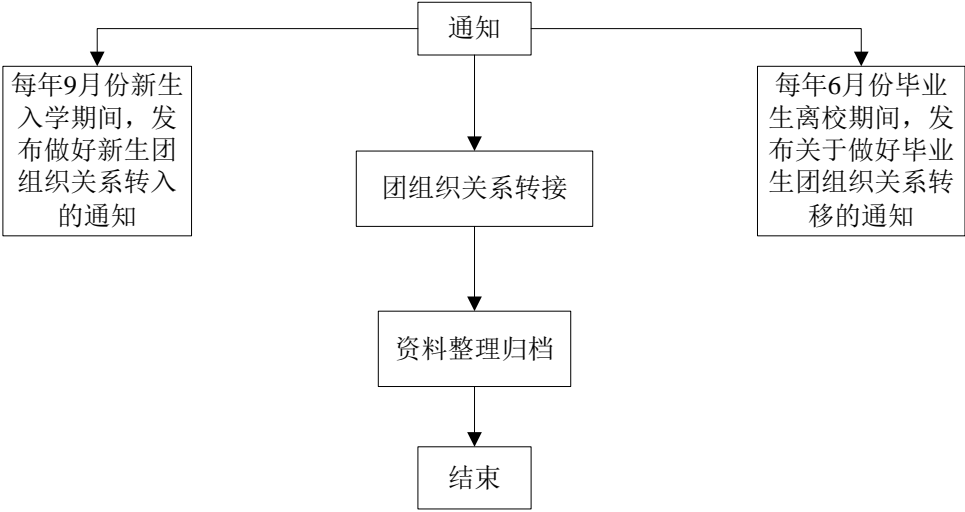 通知
每年9月份新生
入学期间，发
布做好新生团
组织关系转入
的通知
每年6月份毕业
生离校期间，发
布关于做好毕业
生团组织关系转
移的通知
团组织关系转接
资料整理归档
结束